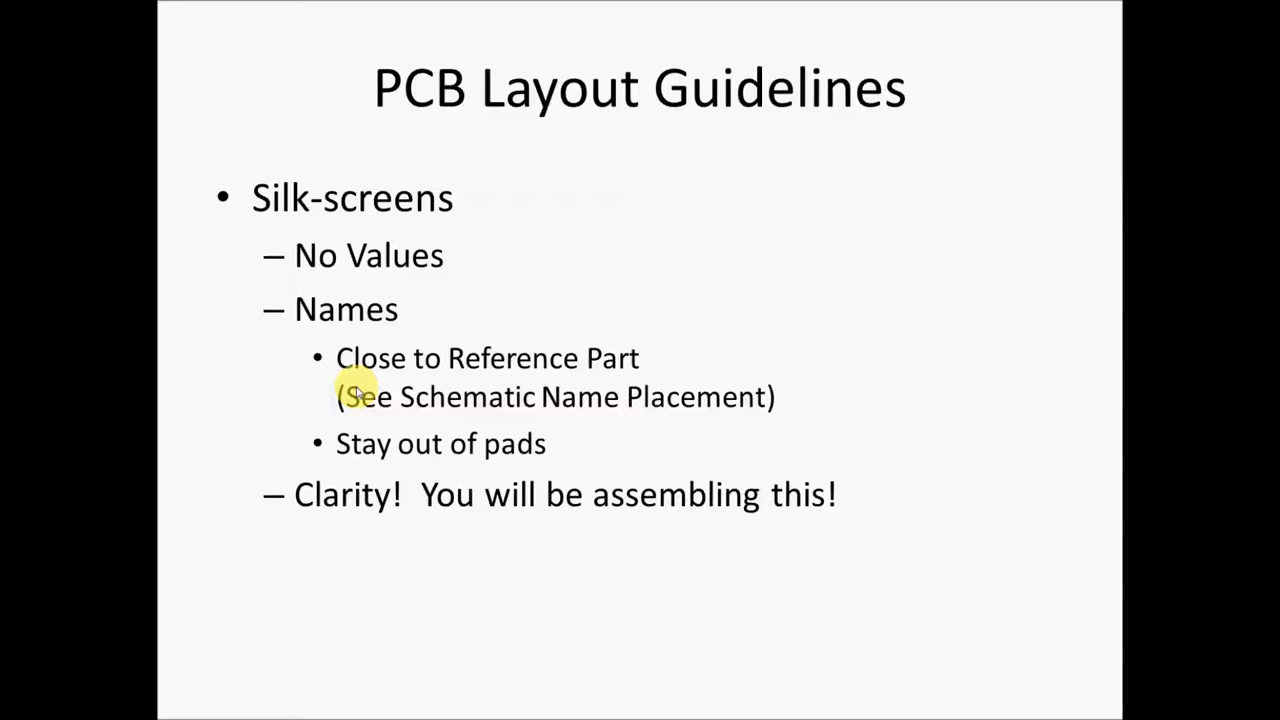 PCB Layout Guidelines
• Silk-screens
– No Values
– Names
• Close to Reference Part
(See Schematic Name Placement)
• Stay out of pads
– Clarity!  You will be assembling this!